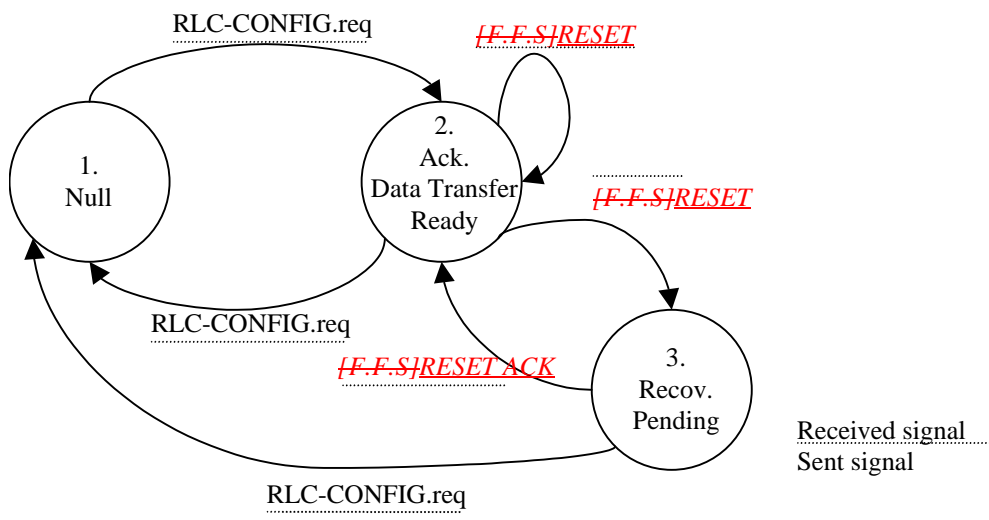 RLC-CONFIG.req
[F.F.S]RESET
1.
Null
2.
Ack.
Data Transfer
Ready
[F.F.S]RESET
RLC-CONFIG.req
[F.F.S]RESET ACK
3.
Recov.
Pending
Received signal
Sent signal
RLC-CONFIG.req